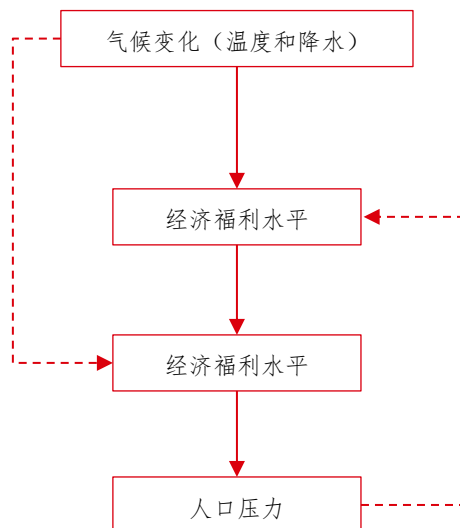 气候变化（温度和降水）
经济福利水平
经济福利水平
人口压力